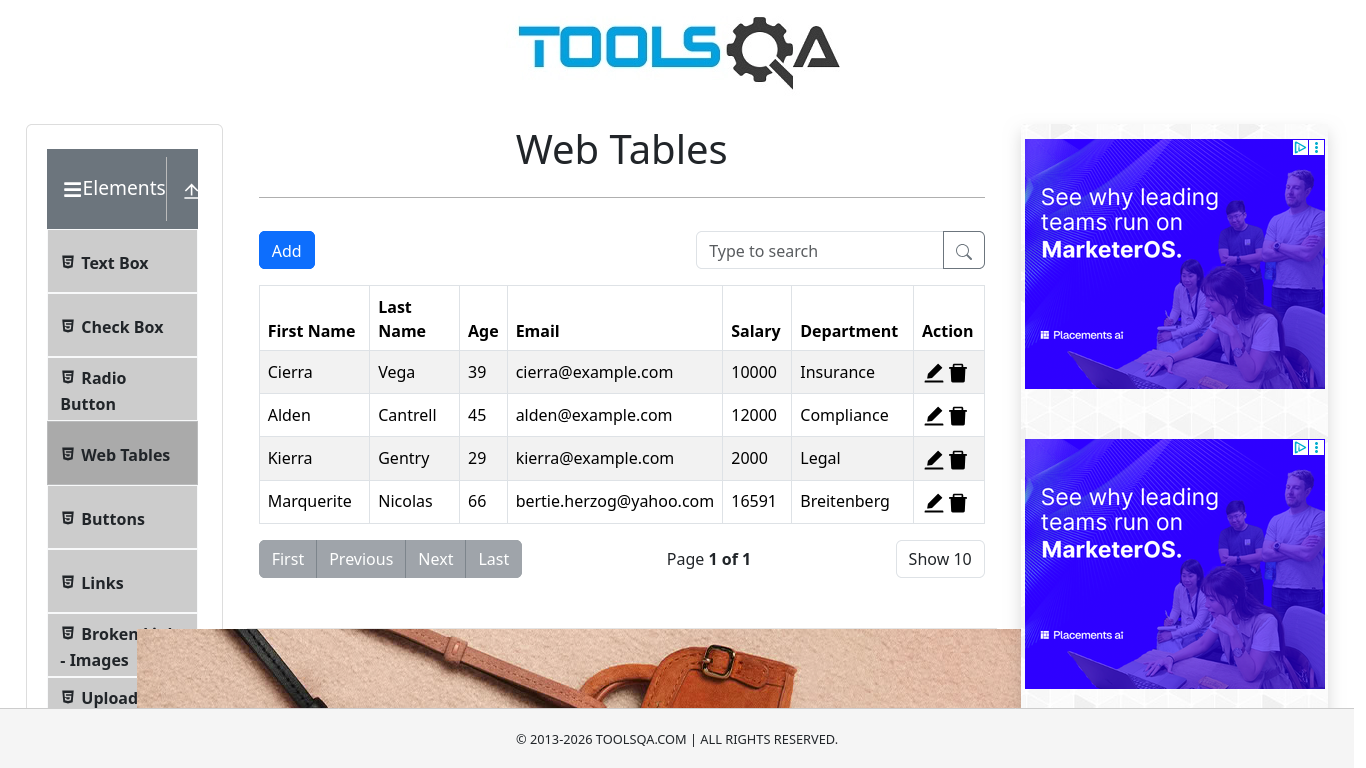 TOOLSQA
Web Tables
Elements
Text Box
Check Box
Radio
Button
Web Tables
Buttons
Links
Broken
- Images
Upload
Add
Type to search
First Name Last Name Age Email Salary Department Action
Cierra Vega 39 cierra@example.com 10000 Insurance
Alden Cantrell 45 alden@example.com 12000 Compliance
Kierra Gentry 29 kierra@example.com 2000 Legal
Marquerite Nicolas 66 bertie.herzog@yahoo.com 16591 Breitenberg
First Previous Next Last Page 1 of 1 Show 10
See why leading
teams run on
MarketerOS.
Placements ai
See why leading
teams run on
MarketerOS.
Placements ai
© 2013-2026 TOOLSQA.COM | ALL RIGHTS RESERVED.